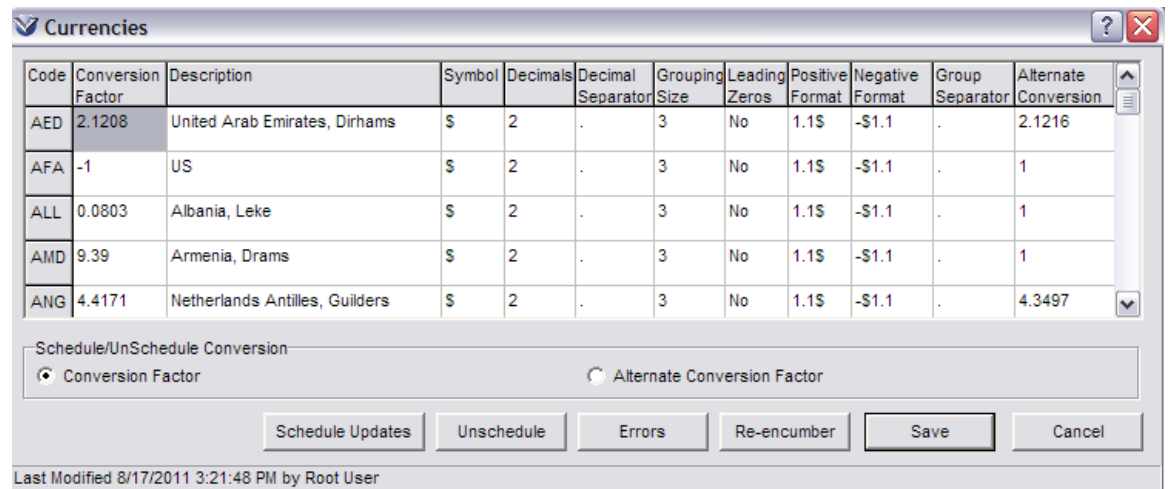 Currencies
Code Conversion Factor Description Symbol Decimals Decimal Separator Grouping Size Leading Zeros Positive Format Negative Format Group Separator Alternate Conversion
AED 2.1208 United Arab Emirates, Dirhams $ 2 . 3 No 1.1$ -$1.1 . 2.1216
AFA -1 US $ 2 . 3 No 1.1$ -$1.1 . 1
ALL 0.0803 Albania, Leke $ 2 . 3 No 1.1$ -$1.1 . 1
AMD 9.39 Armenia, Drams $ 2 . 3 No 1.1$ -$1.1 . 1
ANG 4.4171 Netherlands Antilles, Guilders $ 2 . 3 No 1.1$ -$1.1 . 4.3497
Schedule/UnSchedule Conversion
Conversion Factor Alternate Conversion Factor
Schedule Updates Unschedule Errors Re-encumber Save Cancel
Last Modified 8/17/2011 3:21:48 PM by Root User